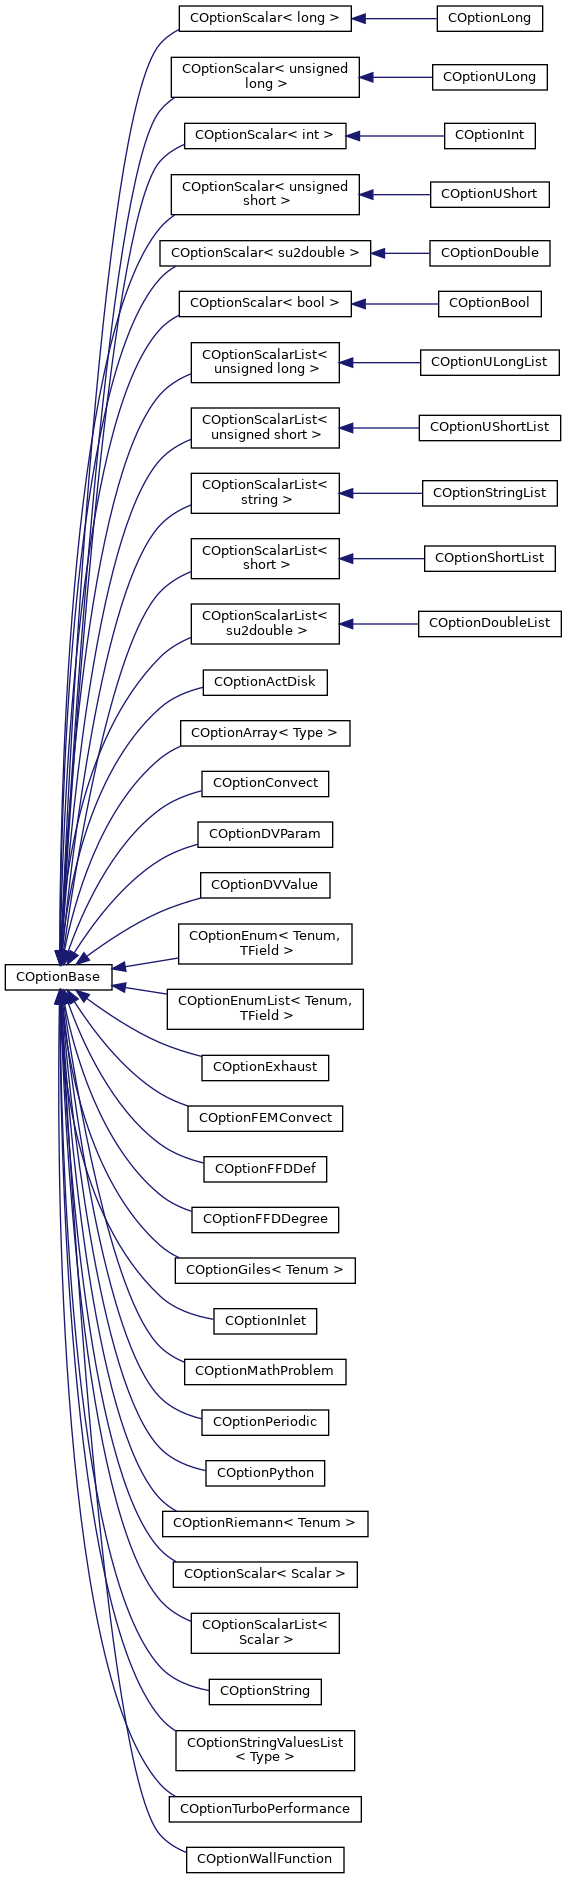 COptionScalar< long >
COptionLong
COptionScalar< unsigned
long >
COptionULong
COptionScalar< int >
COptionInt
COptionScalar< unsigned
short >
COptionUShort
COptionScalar< su2double >
COptionDouble
COptionScalar< bool >
COptionBool
COptionScalarList<
unsigned long >
COptionULongList
COptionScalarList<
unsigned short >
COptionUShortList
COptionScalarList<
string >
COptionStringList
COptionScalarList<
short >
COptionShortList
COptionScalarList<
su2double >
COptionDoubleList
COptionActDisk
COptionArray< Type >
COptionConvect
COptionDVParam
COptionDVValue
COptionEnum< Tenum,
TField >
COptionBase
COptionEnumList< Tenum,
TField >
COptionExhaust
COptionFEMConvect
COptionFFDDef
COptionFFDDegree
COptionGiles< Tenum >
COptionInlet
COptionMathProblem
COptionPeriodic
COptionPython
COptionRiemann< Tenum >
COptionScalar< Scalar >
COptionScalarList<
Scalar >
COptionString
COptionStringValuesList
< Type >
COptionTurboPerformance
COptionWallFunction